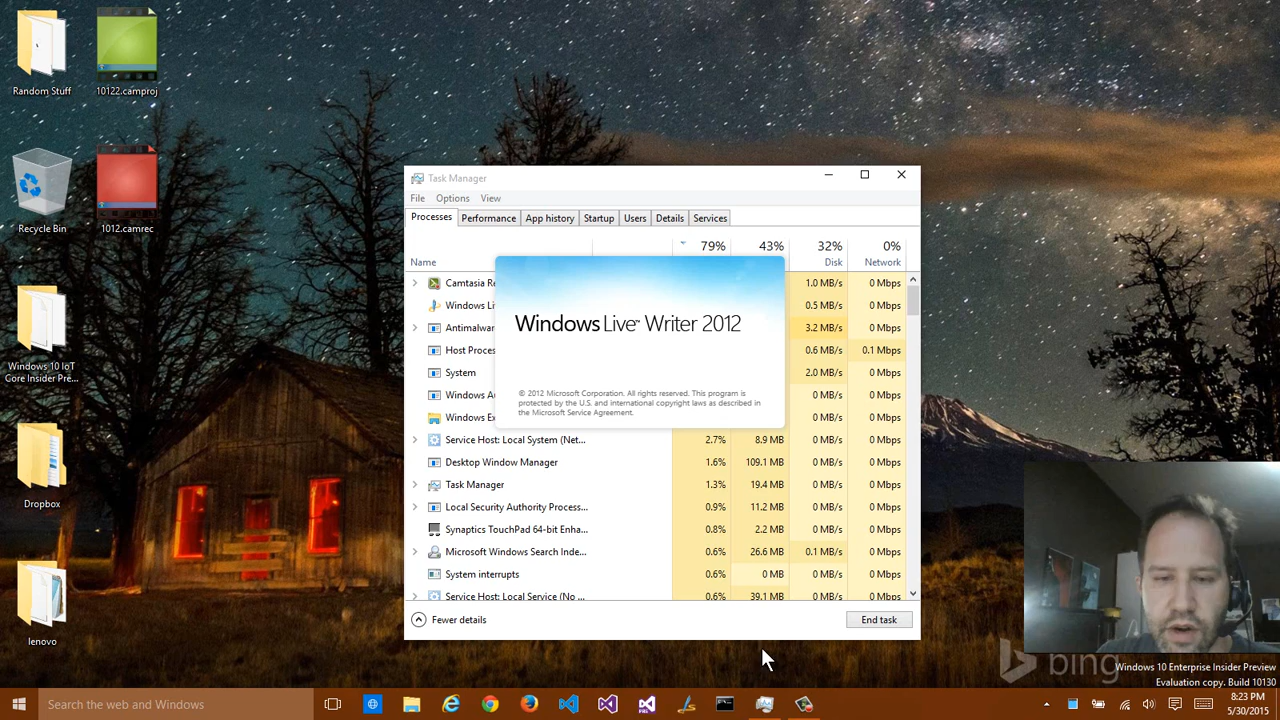 Random Stuff
10122.camproj
Recycle Bin
1012.camrec
Windows 10 IoT
Core Insider Pre...
Dropbox
lenovo
Task Manager
File Options View
Processes Performance App history Startup Users Details Services
79% 43% 32% 0%
Name Disk Network
Camtasia Re 1.0 MB/s 0 Mbps
Windows Li 0.5 MB/s 0 Mbps
Antimalwar 3.2 MB/s 0 Mbps
Host Proces 0.6 MB/s 0.1 Mbps
System 2.0 MB/s 0 Mbps
Windows Au 0 MB/s 0 Mbps
Windows Ex 0 MB/s 0 Mbps
Windows Live™ Writer 2012
© 2012 Microsoft Corporation. All rights reserved. This program is
protected by the U.S. and international copyright laws as described in
the Microsoft Service Agreement.
Service Host: Local System (Net... 2.7% 8.9 MB 0 MB/s 0 Mbps
Desktop Window Manager 1.6% 109.1 MB 0 MB/s 0 Mbps
Task Manager 1.3% 19.4 MB 0 MB/s 0 Mbps
Local Security Authority Process... 0.9% 11.2 MB 0 MB/s 0 Mbps
Synaptics TouchPad 64-bit Enha... 0.8% 2.2 MB 0 MB/s 0 Mbps
Microsoft Windows Search Inde... 0.6% 26.6 MB 0.1 MB/s 0 Mbps
System interrupts 0.6% 0 MB 0 MB/s 0 Mbps
Service Host: Local Service (No ... 0.6% 39.1 MB 0 MB/s 0 Mbps
Fewer details End task
bing
Windows 10 Enterprise Insider Preview
Evaluation copy. Build 10130
Search the web and Windows
8:23 PM
5/30/2015